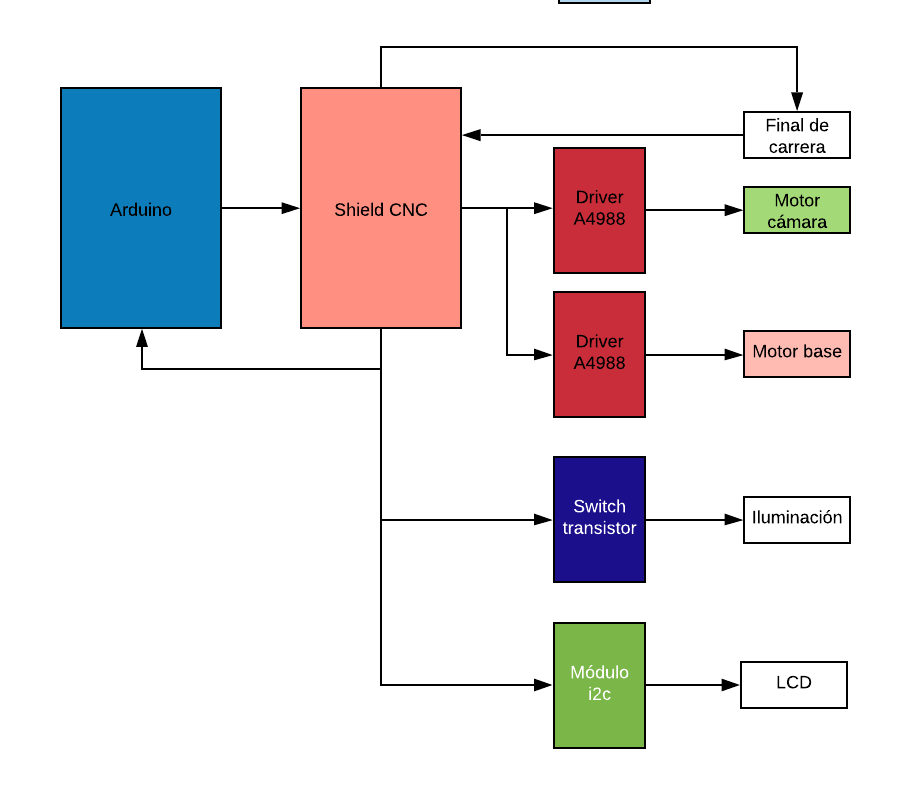 Arduino
Shield CNC
Final de
carrera
Driver
A4988
Motor
cámara
Driver
A4988
Motor base
Switch
transistor
Iluminación
Módulo
i2c
LCD